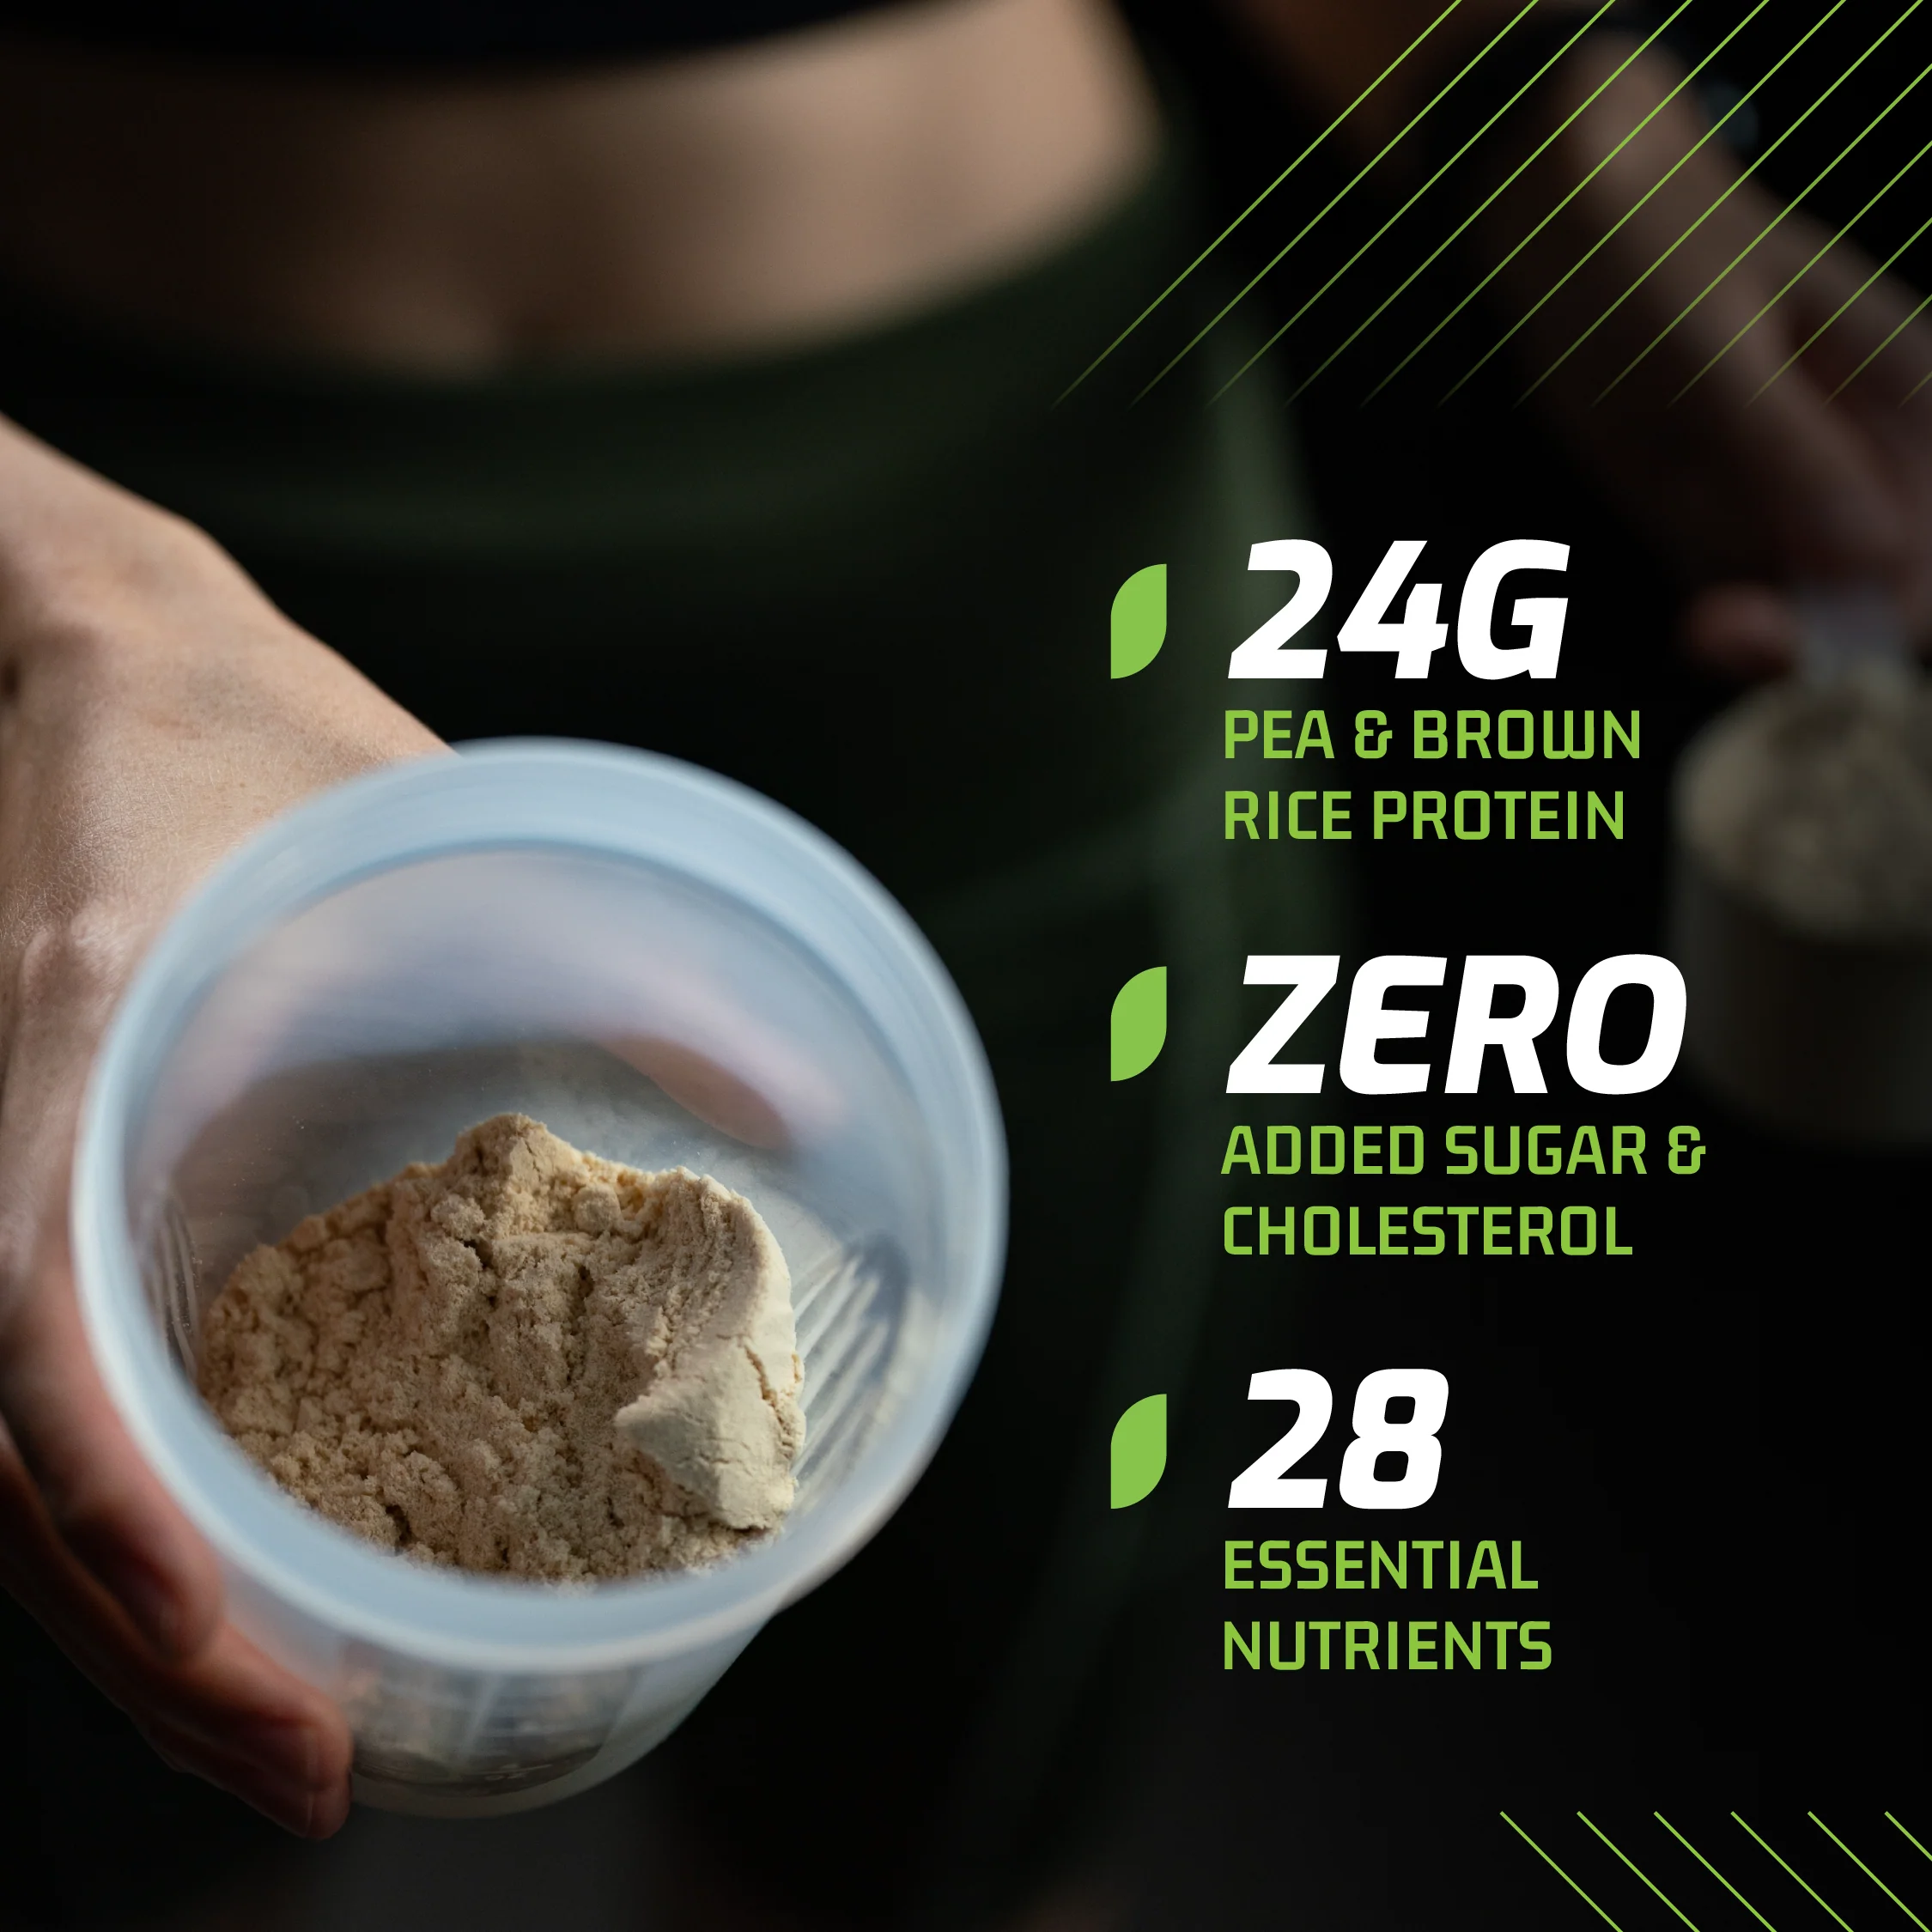 24G
PEA & BROWN
RICE PROTEIN
ZERO
ADDED SUGAR &
CHOLESTEROL
28
ESSENTIAL
NUTRIENTS